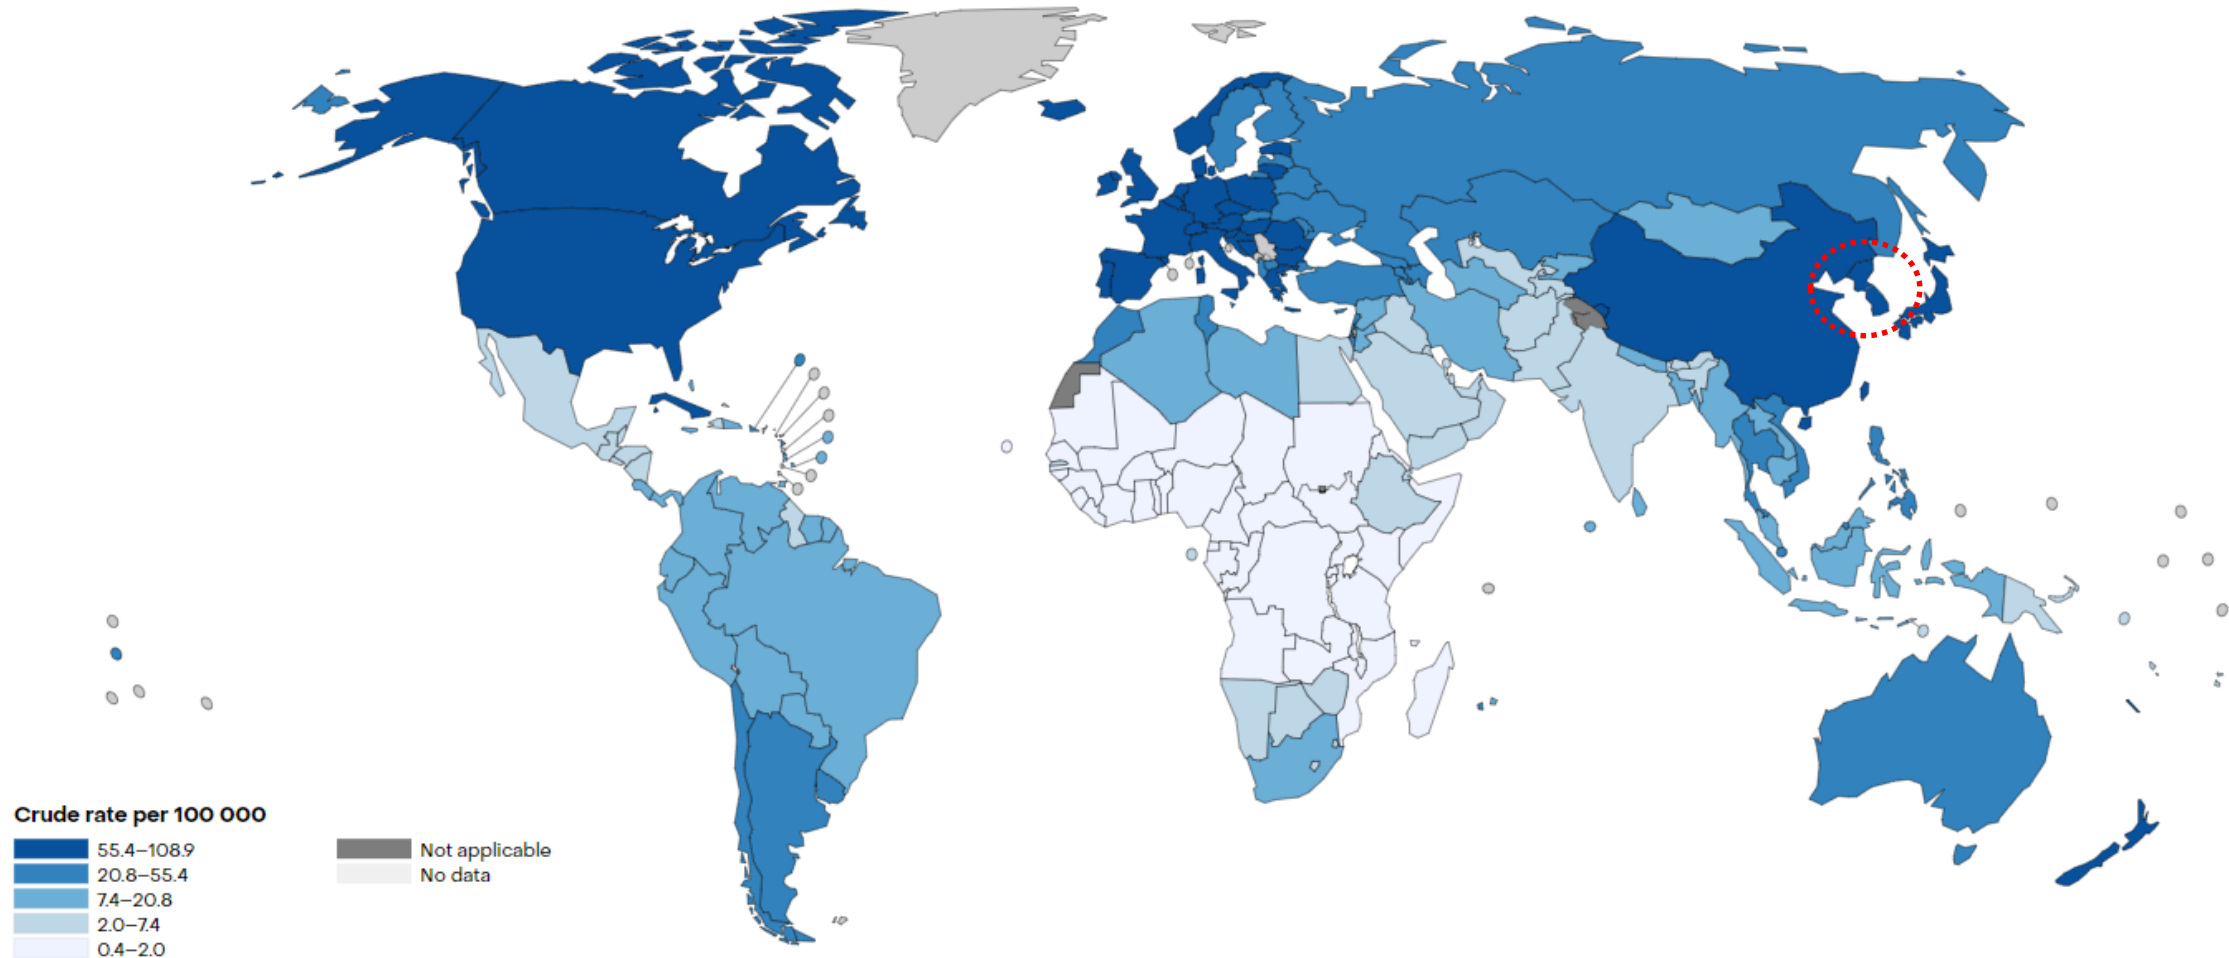 Crude rate per 100 000
55.4–108.9
20.8–55.4
7.4–20.8
2.0–7.4
0.4–2.0
Not applicable
No data